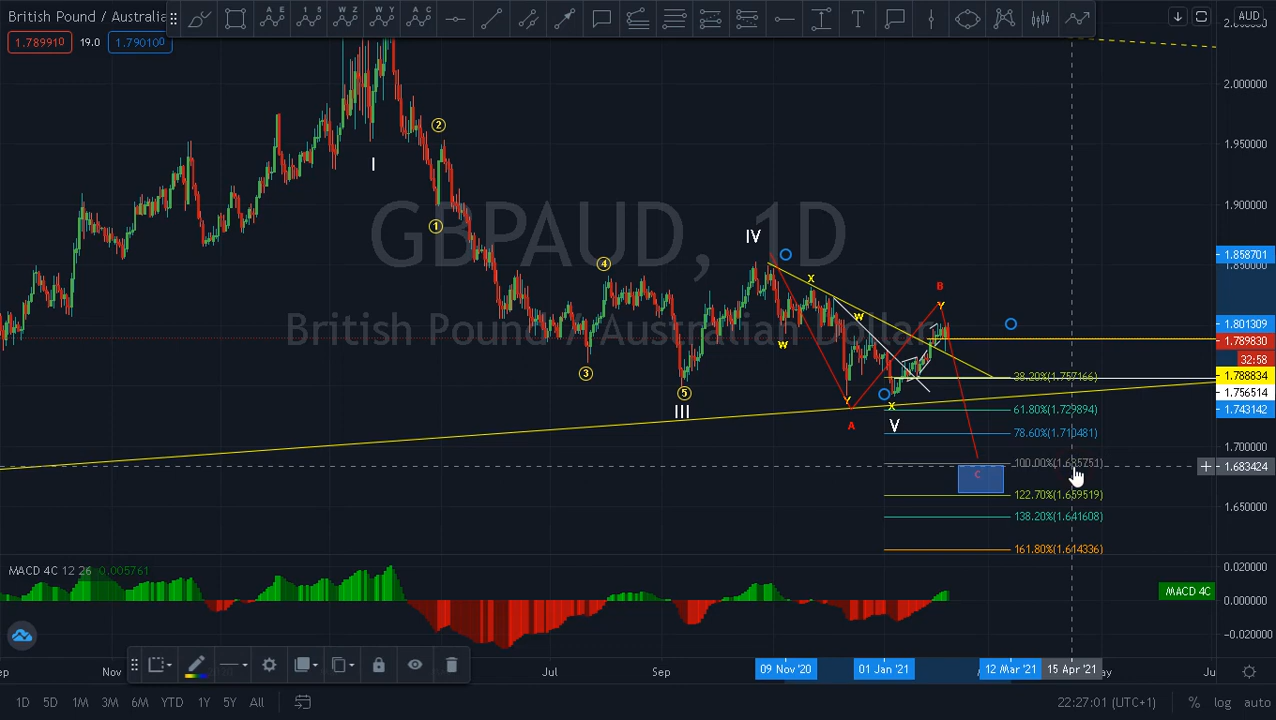 British Pound / Australia
A E
1 5
W Z
W Y
A C
AUD
1.789910
19.0
1.790100
2.000000
1.950000
1.900000
1.858701
1.801309
1.789830
32:58
1.788834
1.756514
1.743142
1.700000
1.683424
1.650000
GBPAUD, 1D
British Pound / Australian Dollar
I
2
1
4
3
5
III
IV
X
W
W
Y
A
X
V
B
Y
C
38.20%(1.757166)
61.80%(1.729894)
78.60%(1.710481)
100.00%(1.685751)
122.70%(1.659519)
138.20%(1.641608)
161.80%(1.614336)
MACD 4C 12 26 0.005761
0.020000
MACD 4C
0.000000
-0.020000
Nov
Jul
Sep
09 Nov '20
01 Jan '21
12 Mar '21
15 Apr '21
1D 5D 1M 3M 6M YTD 1Y 5Y All
22:27:01 (UTC+1)
% log auto